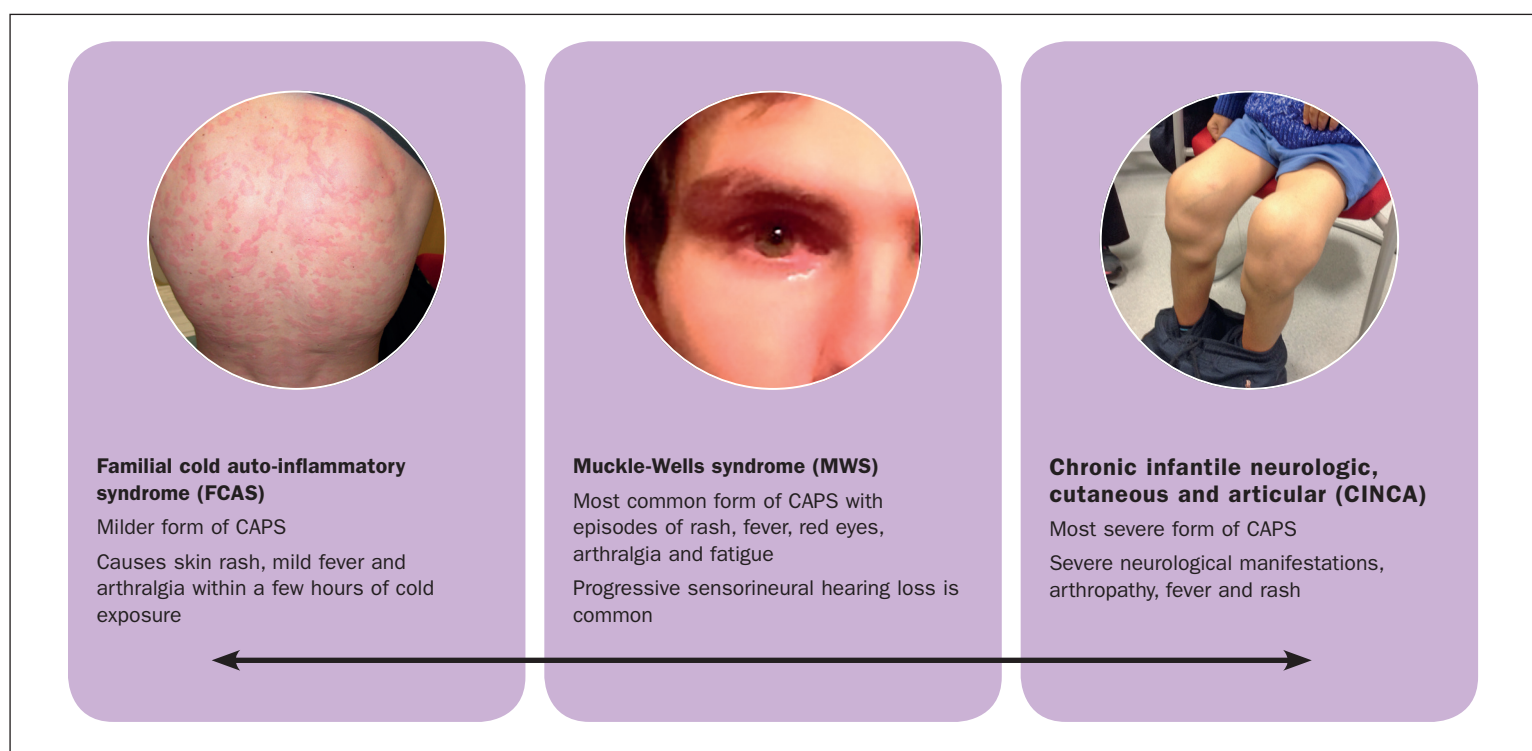 Familial cold auto-inflammatory
syndrome (FCAS)
Milder form of CAPS
Causes skin rash, mild fever and
arthralgia within a few hours of cold
exposure
Muckle-Wells syndrome (MWS)
Most common form of CAPS with
episodes of rash, fever, red eyes,
arthralgia and fatigue
Progressive sensorineural hearing loss is
common
Chronic infantile neurologic,
cutaneous and articular (CINCA)
Most severe form of CAPS
Severe neurological manifestations,
arthropathy, fever and rash